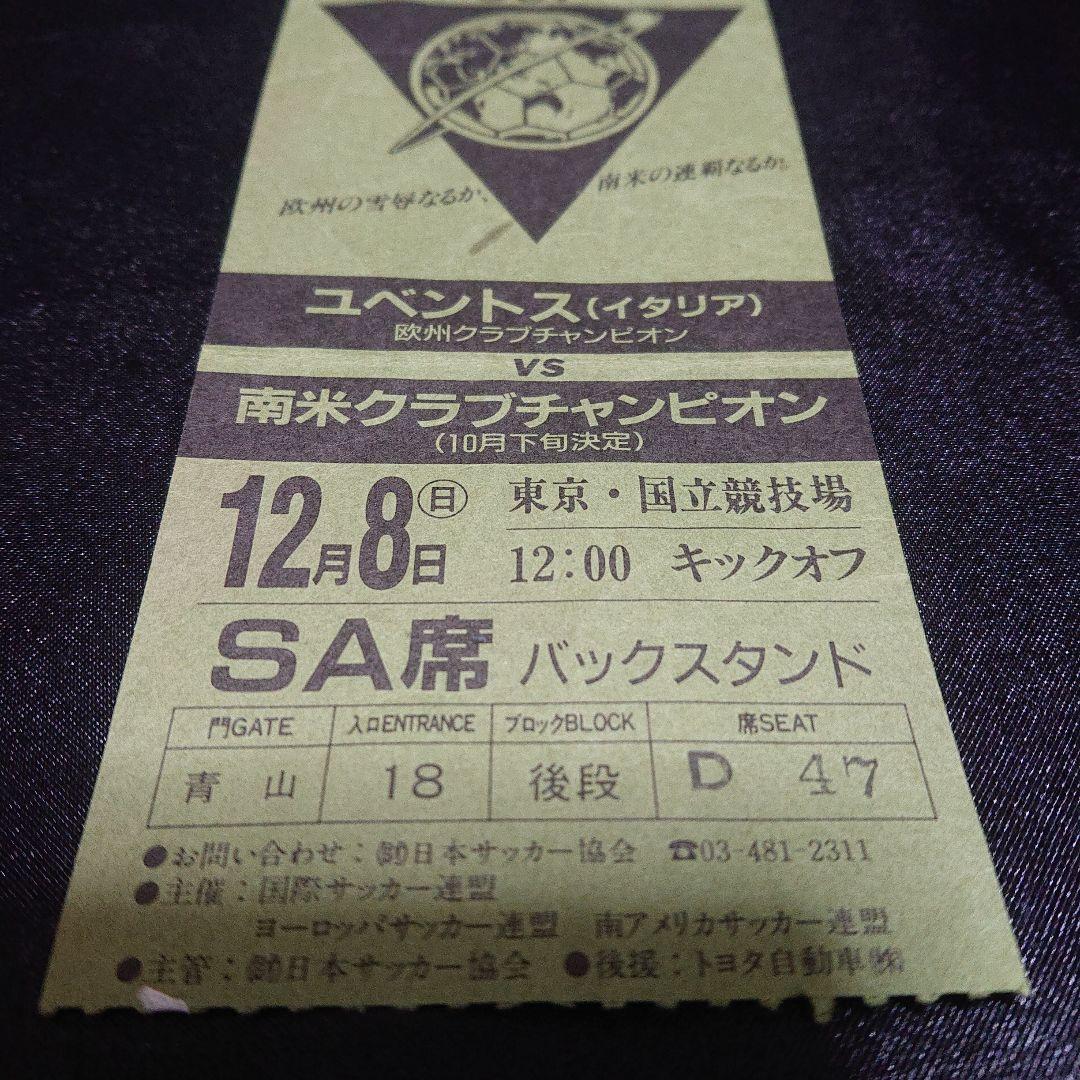 欧州の雪辱なるか、
南米の連覇なるか。
ユベントス(イタリア)
欧州クラブチャンピオン
VS
南米クラブチャンピオン
(10月下旬決定)
12月8日㊐
東京・国立競技場
12:00 キックオフ
SA席 バックスタンド
門GATE 入口ENTRANCE ブロックBLOCK 席SEAT
青山 18 後段 D 47
●お問い合わせ:㈶日本サッカー協会 ☎03-481-2311
●主催:国際サッカー連盟
ヨーロッパサッカー連盟 南アメリカサッカー連盟
●主管:㈶日本サッカー協会 ●後援:トヨタ自動車㈱